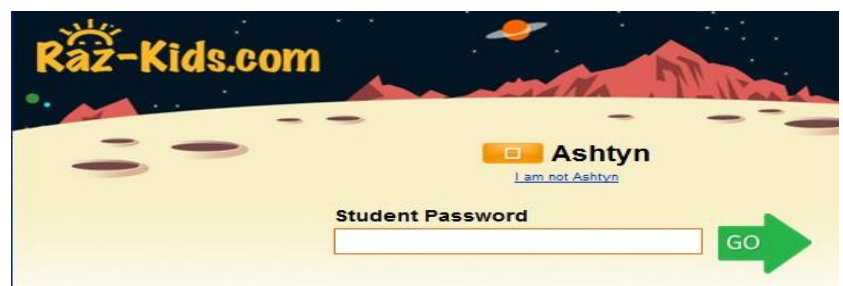 Raz-Kids.com
Ashtyn
I am not Ashtyn
Student Password
GO